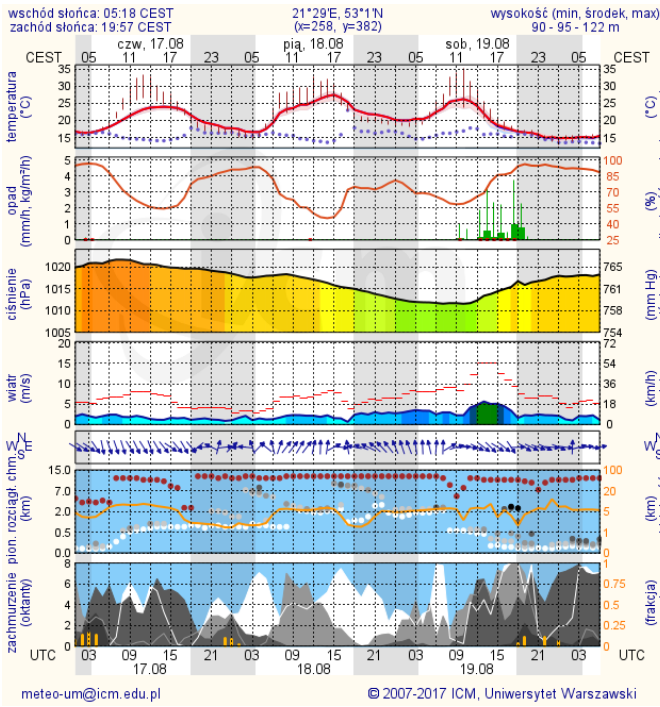 wschód słońca: 05:18 CEST 21°29'E, 53°1'N wysokość (min, środek, max)
zachód słońca: 19:57 CEST (x=258, y=382) 90 - 95 - 122 m
czw, 17.08 pią, 18.08 sob, 19.08
CEST 05 11 17 23 05 11 17 23 05 11 17 23 05 CEST
temperatura
(°C)
35 35
30 30
25 25
20 20
15 15
(°C)
opad
(mm/h, kg/m²/h)
5 100
4 85
3 70
2 55
1 40
0 25
(%)
ciśnienie
(hPa)
1020 765
1015 761
1010 758
1005 754
(mm Hg)
wiatr
(m/s)
20 72
15 54
10 36
5 18
0 0
(km/h)
N
W E
S
N
W E
S
pion. rozciągł. chm.
(km)
15.0 100
7.0 20
2.0 5
0.5 1
0.0 0
(km)
zachmurzenie
(oktanty)
8 1
6 0.75
4 0.5
2 0.25
0 0
(frakcja)
UTC 03 09 15 21 03 09 15 21 03 09 15 21 03 UTC
17.08 18.08 19.08
meteo-um@icm.edu.pl © 2007-2017 ICM, Uniwersytet Warszawski